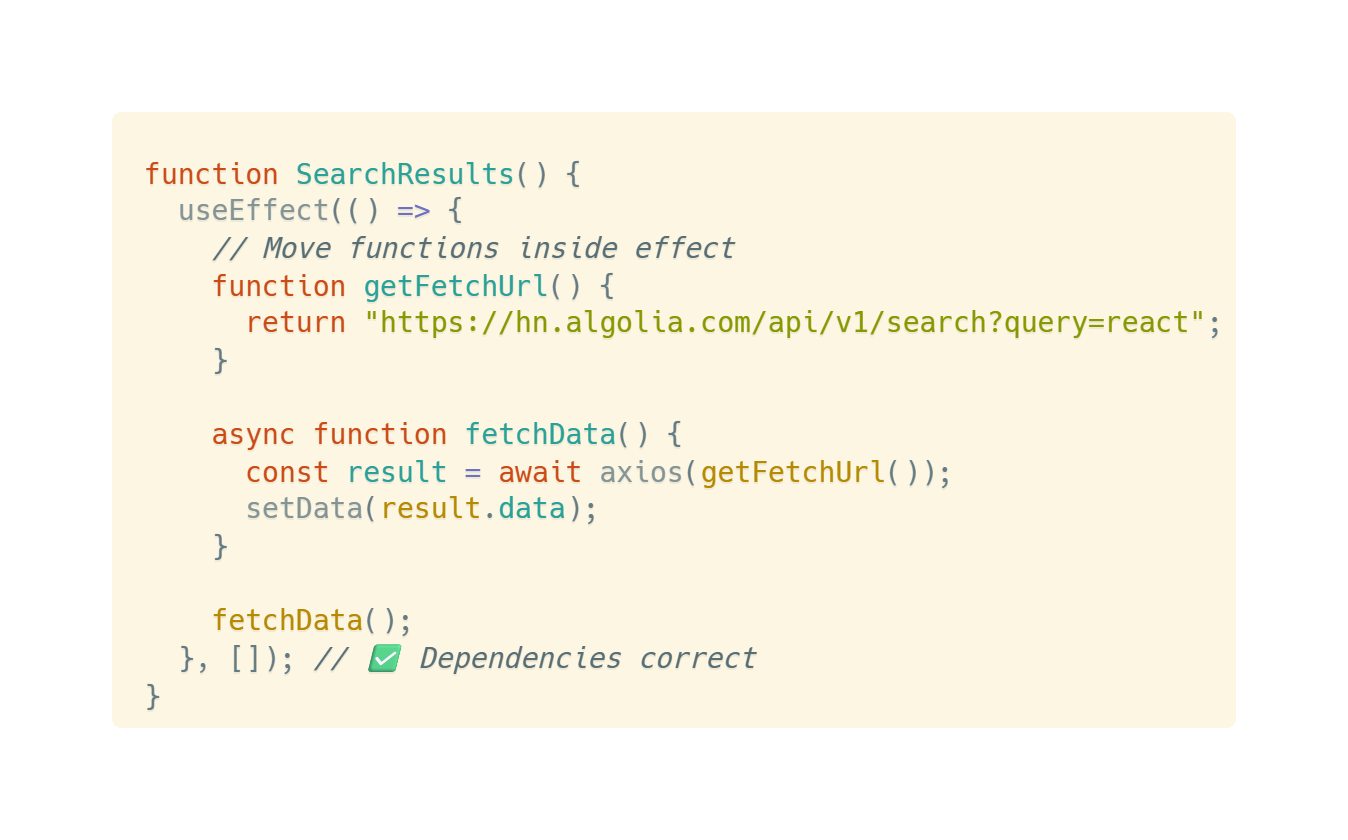 function SearchResults() {
  useEffect(() => {
    // Move functions inside effect
    function getFetchUrl() {
      return "https://hn.algolia.com/api/v1/search?query=react";
    }

    async function fetchData() {
      const result = await axios(getFetchUrl());
      setData(result.data);
    }

    fetchData();
  }, []); // ✅ Dependencies correct
}